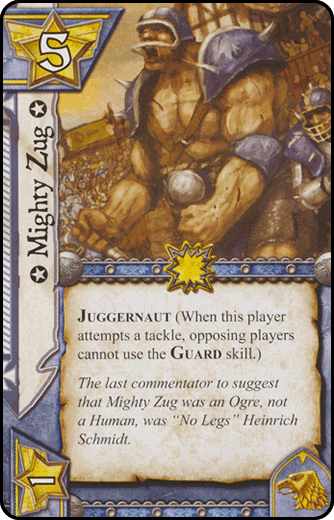 5
✪ Mighty Zug ✪
JUGGERNAUT (When this player
attempts a tackle, opposing players
cannot use the GUARD skill.)
The last commentator to suggest
that Mighty Zug was an Ogre, not
a Human, was “No Legs” Heinrich
Schmidt.
1